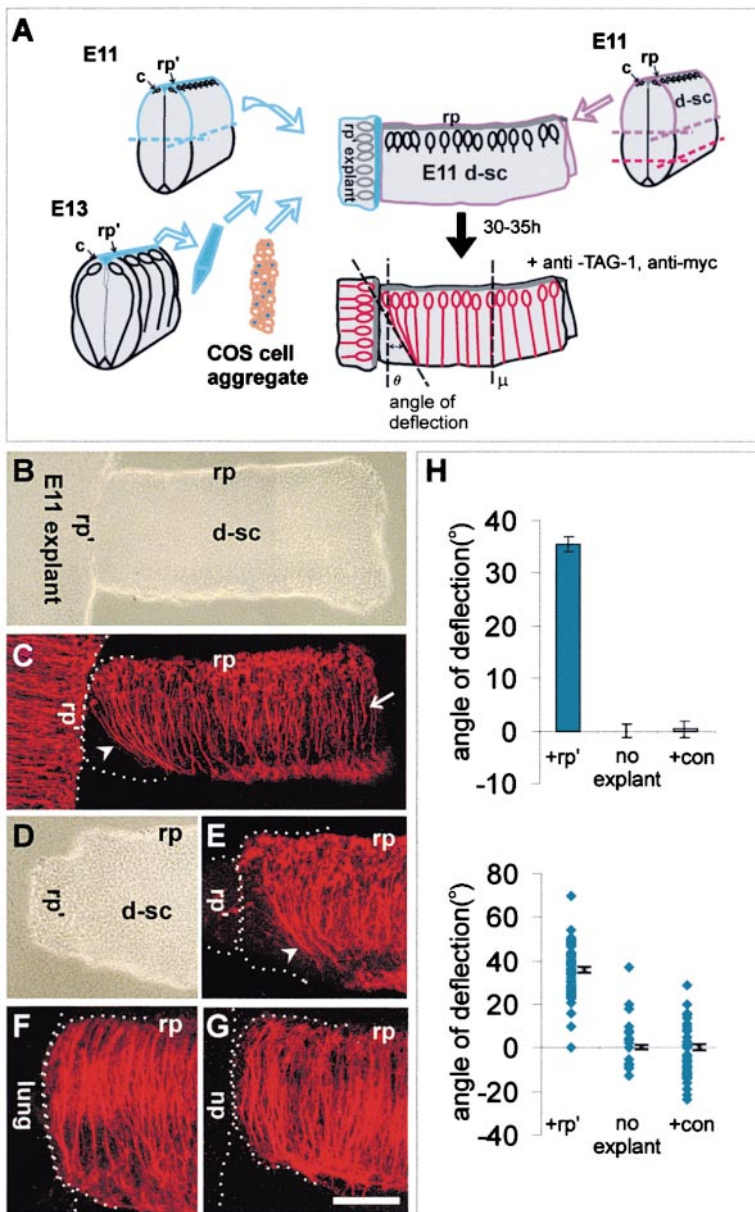 A
E11
c
rp'
E13
c
rp'
COS cell
aggregate
rp
rp' explant
E11 d-sc
30-35h
+ anti -TAG-1, anti-myc
θ
μ
angle of
deflection
E11
c
rp
d-sc
B
E11 explant
rp'
rp
d-sc
C
rp'
rp
D
rp'
rp
d-sc
E
rp'
rp
F
lung
rp
G
np
rp
H
angle of deflection(°)
40
30
20
10
0
-10
+rp'
no
explant
+con
angle of deflection(°)
80
60
40
20
0
-20
-40
+rp'
no
explant
+con